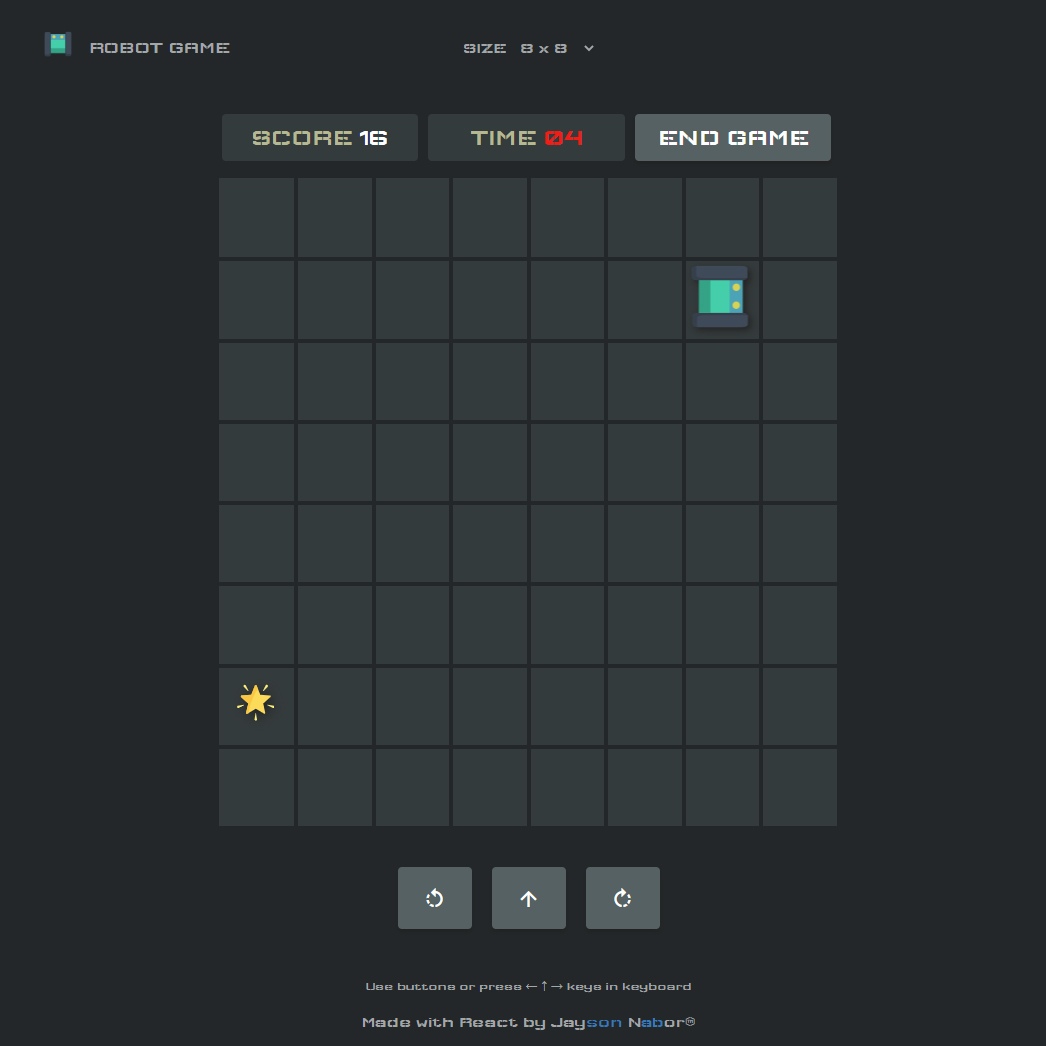 ROBOT GAME
SIZE 8 x 8
SCORE 16
TIME 04
END GAME
Use buttons or press ←↑→ keys in keyboard
Made with React by Jayson Nabor®